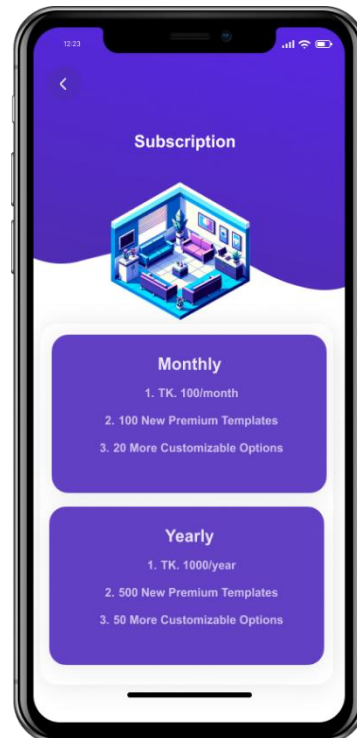 12:23
Subscription
Monthly
1. TK. 100/month
2. 100 New Premium Templates
3. 20 More Customizable Options
Yearly
1. TK. 1000/year
2. 500 New Premium Templates
3. 50 More Customizable Options